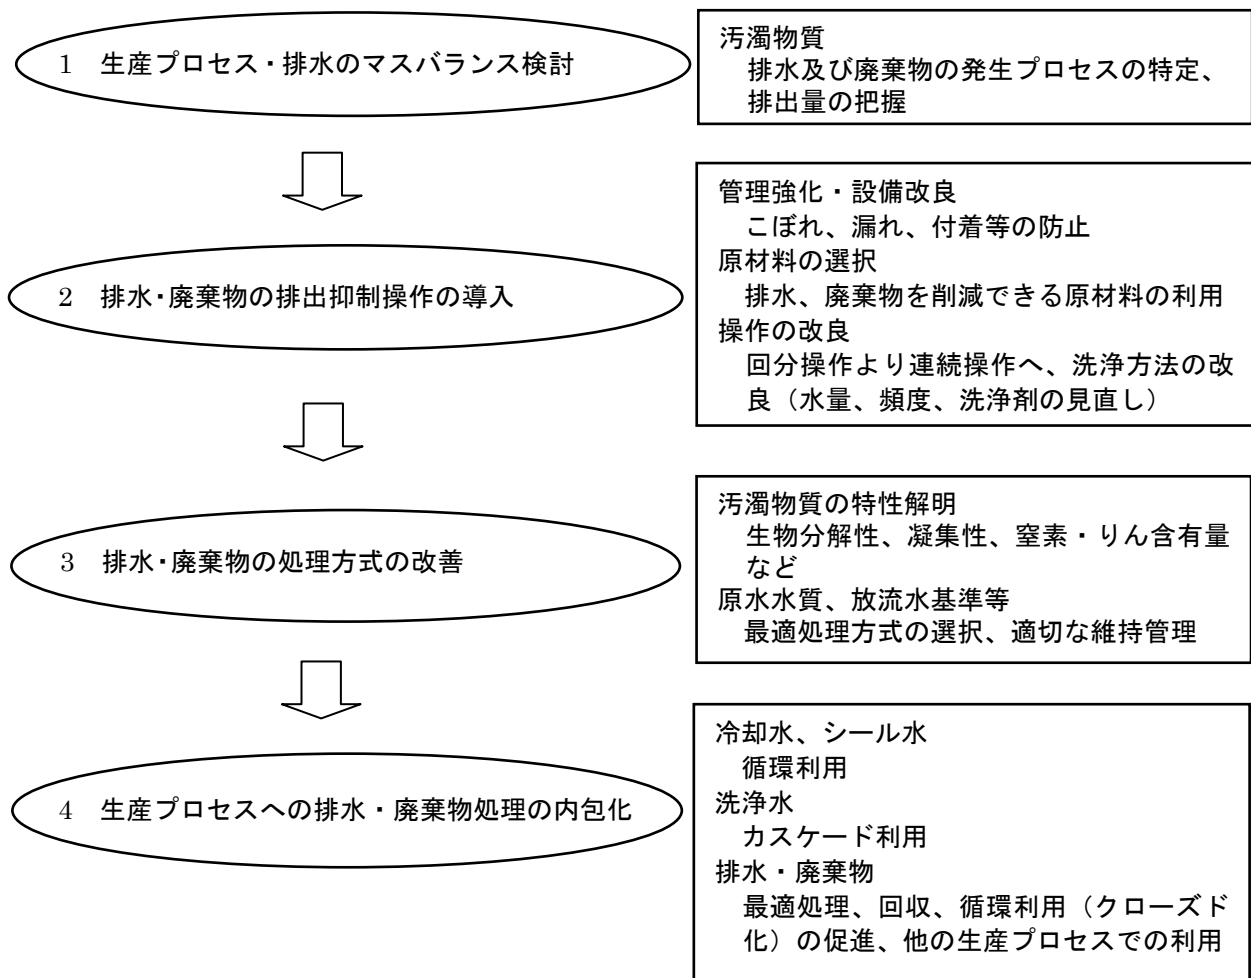 1 生産プロセス・排水のマスバランス検討
汚濁物質
排水及び廃棄物の発生プロセスの特定、
排出量の把握
2 排水・廃棄物の排出抑制操作の導入
管理強化・設備改良
こぼれ、漏れ、付着等の防止
原材料の選択
排水、廃棄物を削減できる原材料の利用
操作の改良
回分操作より連続操作へ、洗浄方法の改
良（水量、頻度、洗浄剤の見直し）
3 排水・廃棄物の処理方式の改善
汚濁物質の特性解明
生物分解性、凝集性、窒素・りん含有量
など
原水水質、放流水基準等
最適処理方式の選択、適切な維持管理
4 生産プロセスへの排水・廃棄物処理の内包化
冷却水、シール水
循環利用
洗浄水
カスケード利用
排水・廃棄物
最適処理、回収、循環利用（クローズド
化）の促進、他の生産プロセスでの利用